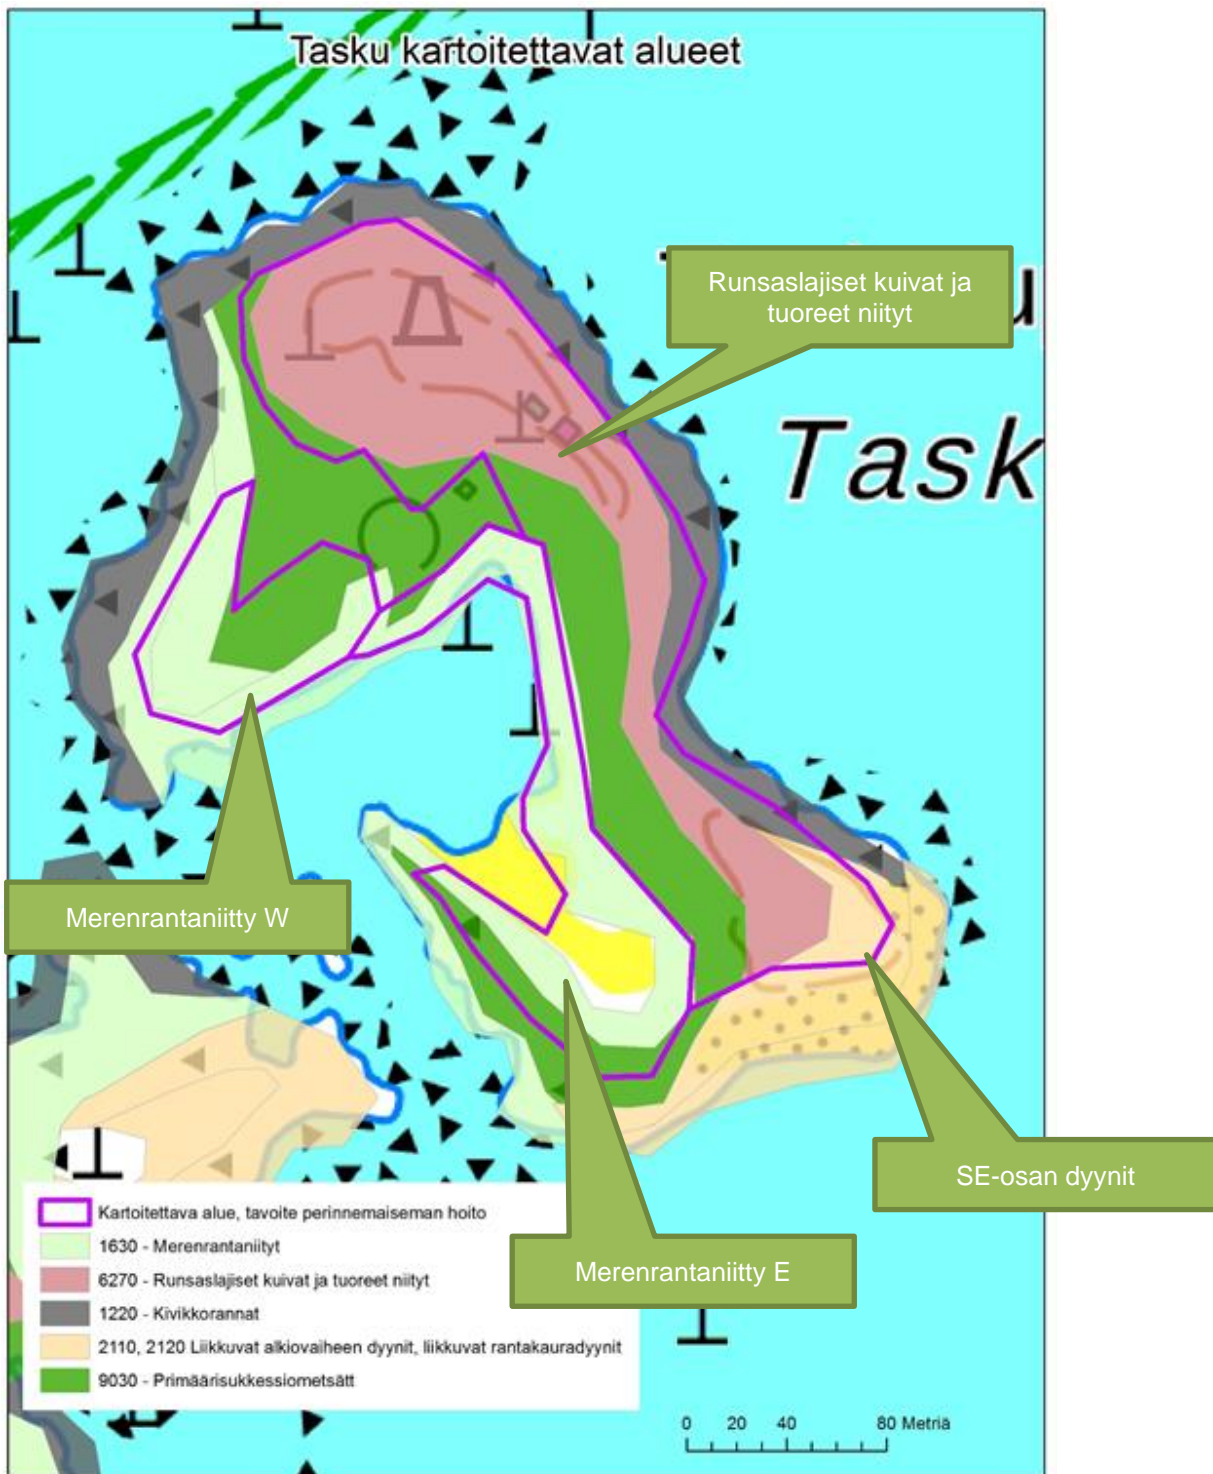 Tasku kartoitettavat alueet
Runsaslajiset kuivat ja
tuoreet niityt
Task
Merenrantaniitty W
SE-osan dyynit
Merenrantaniitty E
Kartoitettava alue, tavoite perinnemaiseman hoito
1630 - Merenrantaniityt
6270 - Runsaslajiset kuivat ja tuoreet niityt
1220 - Kivikkorannat
2110, 2120 Liikkuvat alkiovaiheen dyynit, liikkuvat rantakauradyynit
9030 - Primäärisukkessiometsätt
0 20 40 80 Metriä